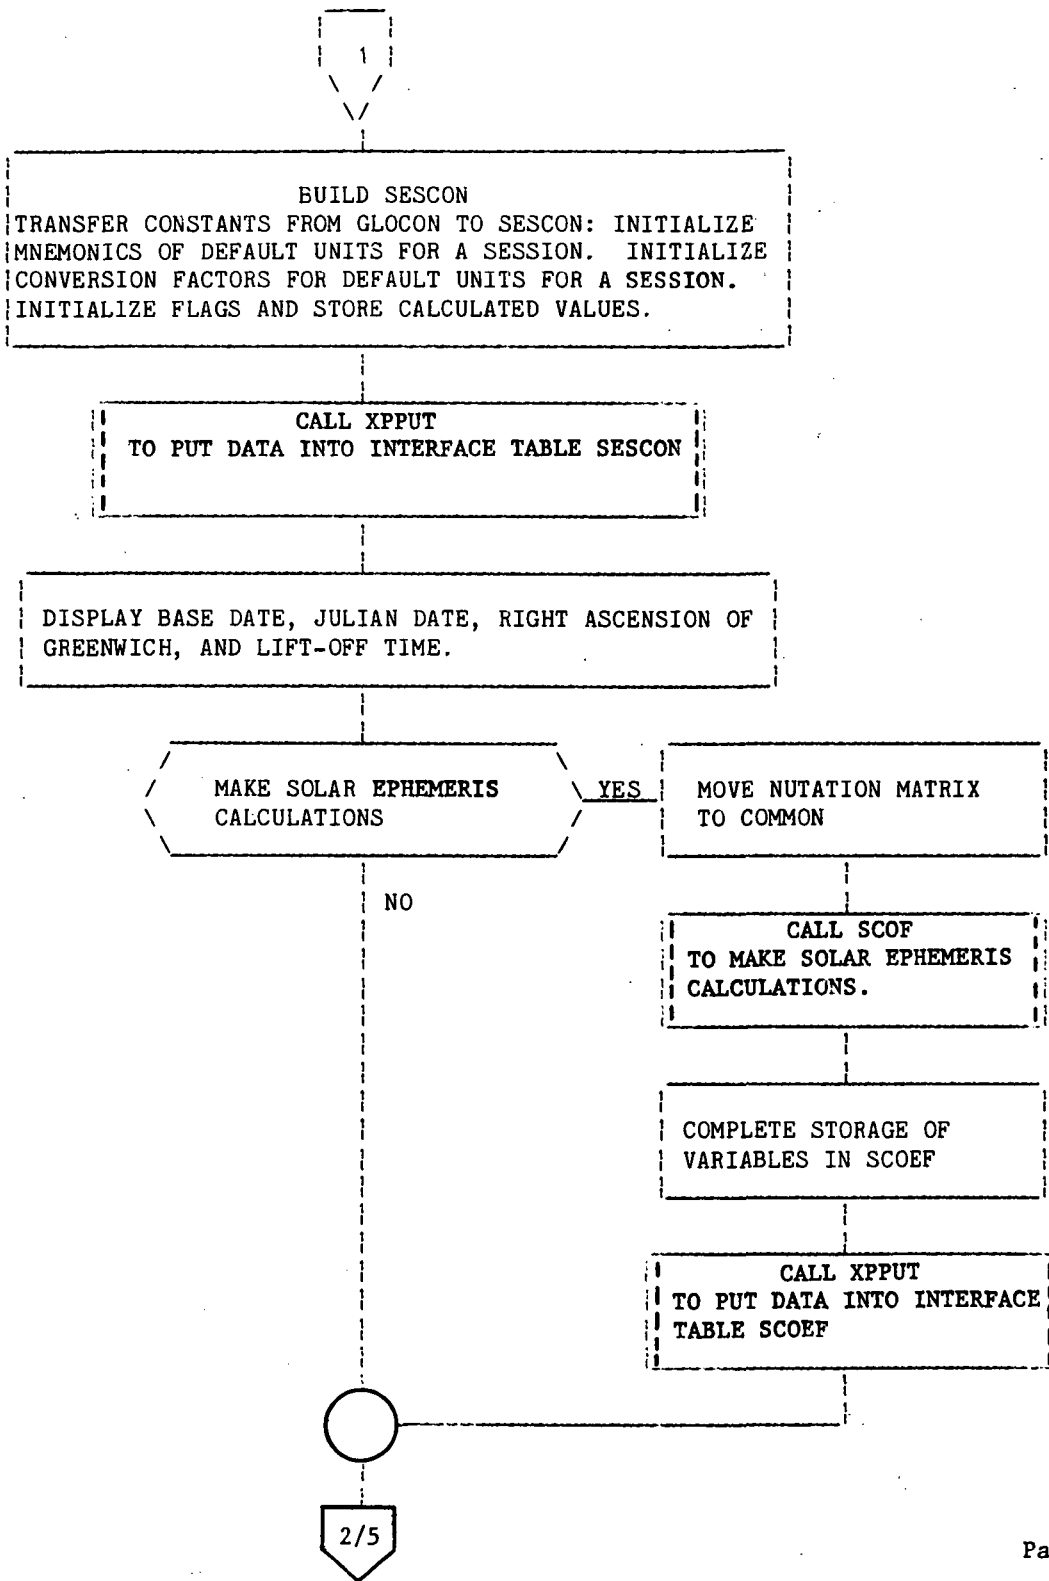 1
BUILD SESCON
TRANSFER CONSTANTS FROM GLOCON TO SESCON: INITIALIZE
MNEMONICS OF DEFAULT UNITS FOR A SESSION. INITIALIZE
CONVERSION FACTORS FOR DEFAULT UNITS FOR A SESSION.
INITIALIZE FLAGS AND STORE CALCULATED VALUES.
CALL XPPUT
TO PUT DATA INTO INTERFACE TABLE SESCON
DISPLAY BASE DATE, JULIAN DATE, RIGHT ASCENSION OF
GREENWICH, AND LIFT-OFF TIME.
MAKE SOLAR EPHEMERIS
CALCULATIONS
YES
MOVE NUTATION MATRIX
TO COMMON
NO
CALL SCOF
TO MAKE SOLAR EPHEMERIS
CALCULATIONS.
COMPLETE STORAGE OF
VARIABLES IN SCOEF
CALL XPPUT
TO PUT DATA INTO INTERFACE
TABLE SCOEF
2/5
Pa